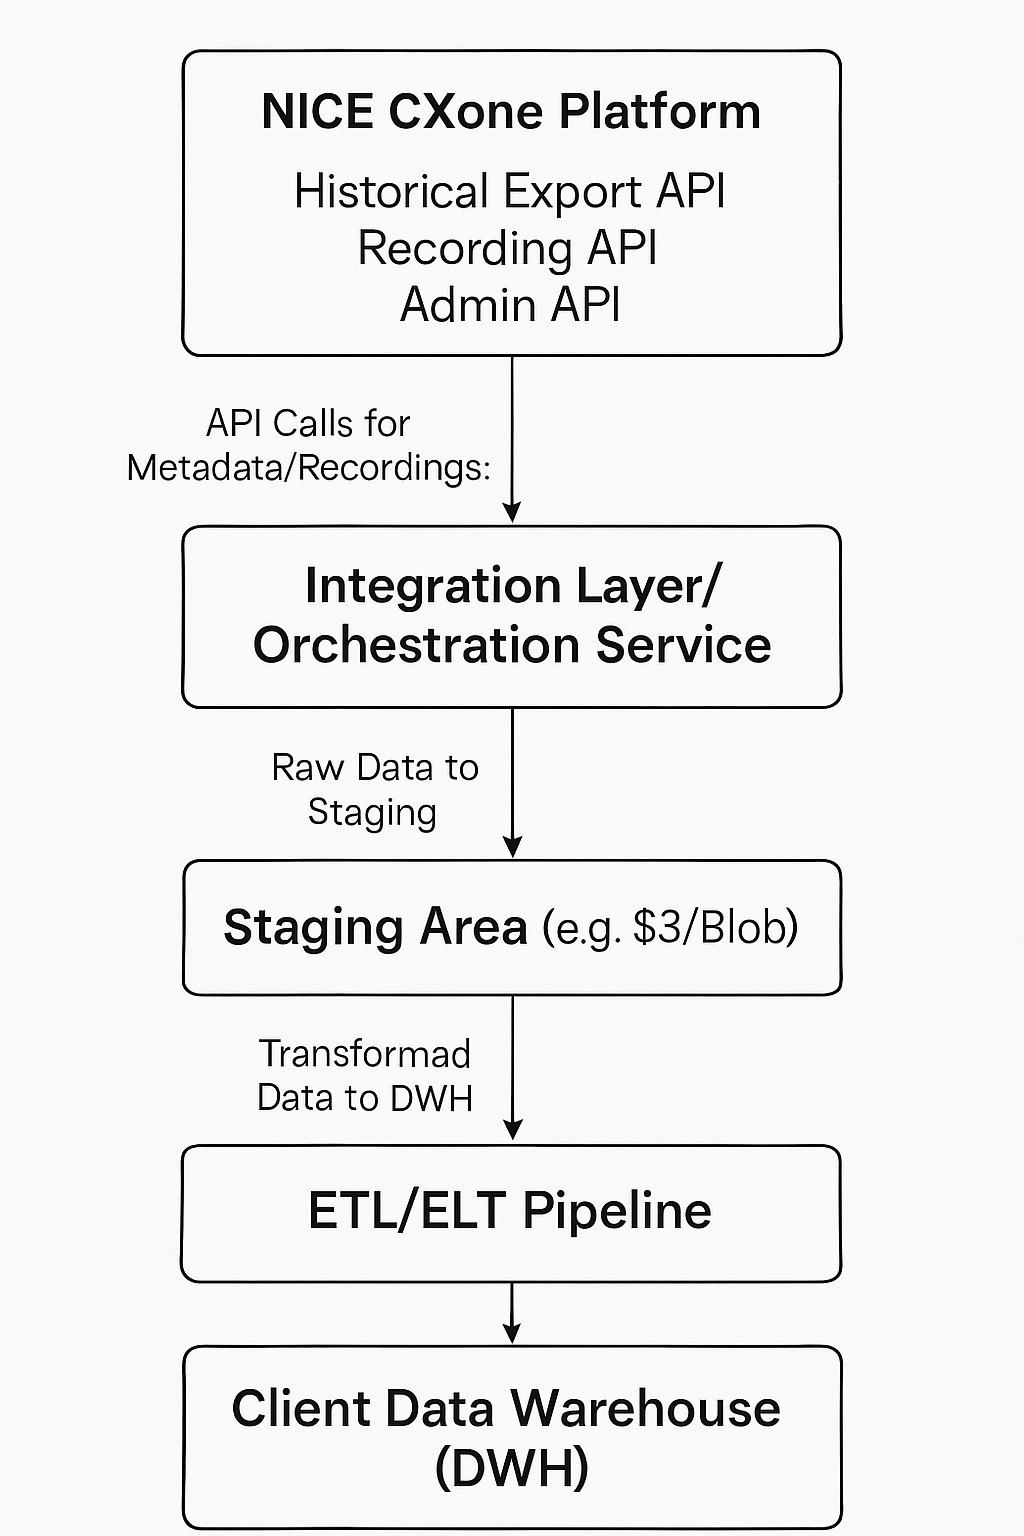 NICE CXone Platform
Historical Export API
Recording API
Admin API
API Calls for
Metadata/Recordings:
Integration Layer/
Orchestration Service
Raw Data to
Staging
Staging Area (e.g. $3/Blob)
Transformad
Data to DWH
ETL/ELT Pipeline
Client Data Warehouse
(DWH)